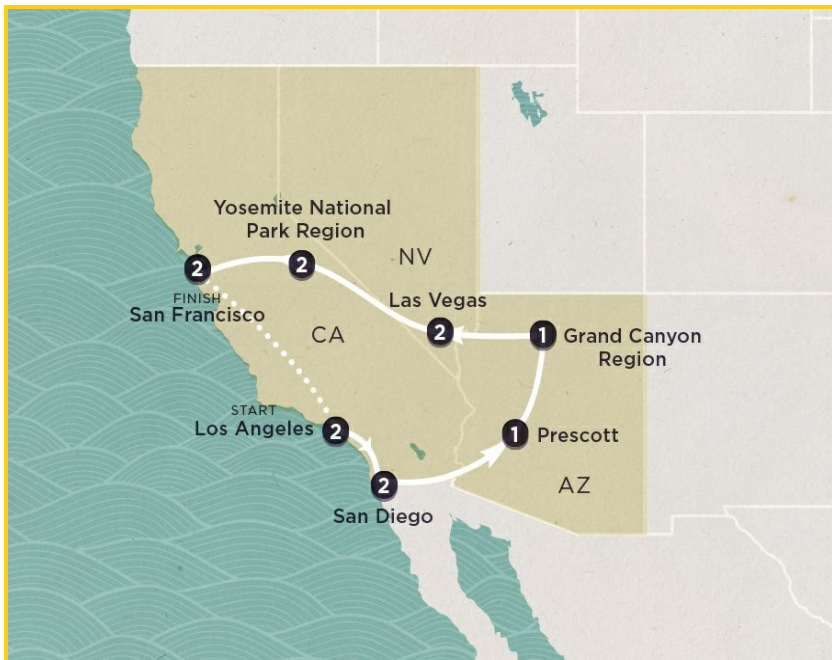 Yosemite National
Park Region
NV
2
2
FINISH
San Francisco
Las Vegas
2
1
Grand Canyon
Region
CA
START
Los Angeles
2
1
Prescott
2
San Diego
AZ